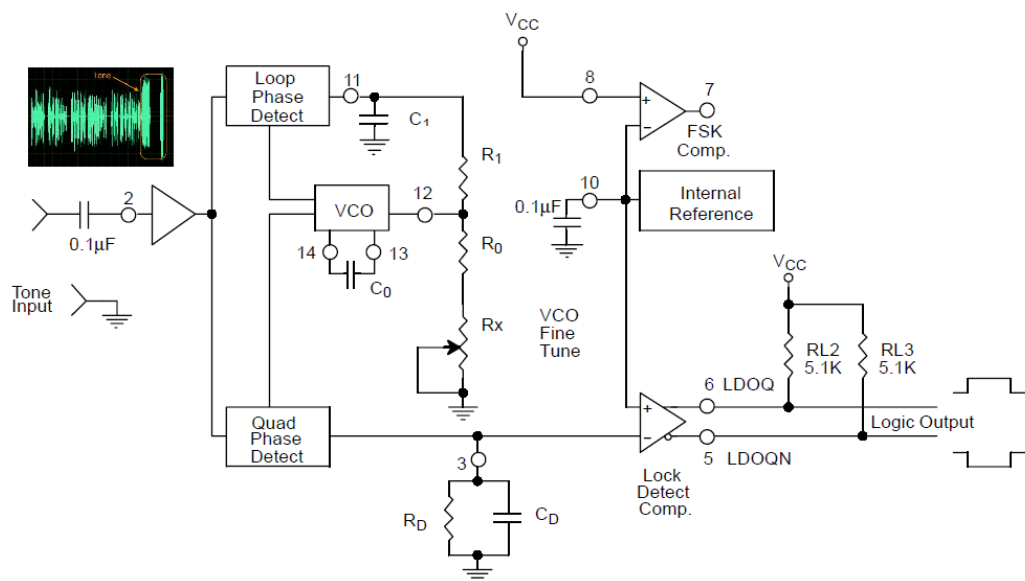 Tone
2
0.1µF
Tone
Input
Loop
Phase
Detect
11
C1
R1
VCO
12
14
13
C0
R0
Rx
Quad
Phase
Detect
3
RD
CD
VCC
8
+
−
7
FSK
Comp.
10
0.1µF
Internal
Reference
VCO
Fine
Tune
VCC
RL2
5.1K
RL3
5.1K
+
−
6 LDOQ
5 LDOQN
Logic Output
Lock
Detect
Comp.